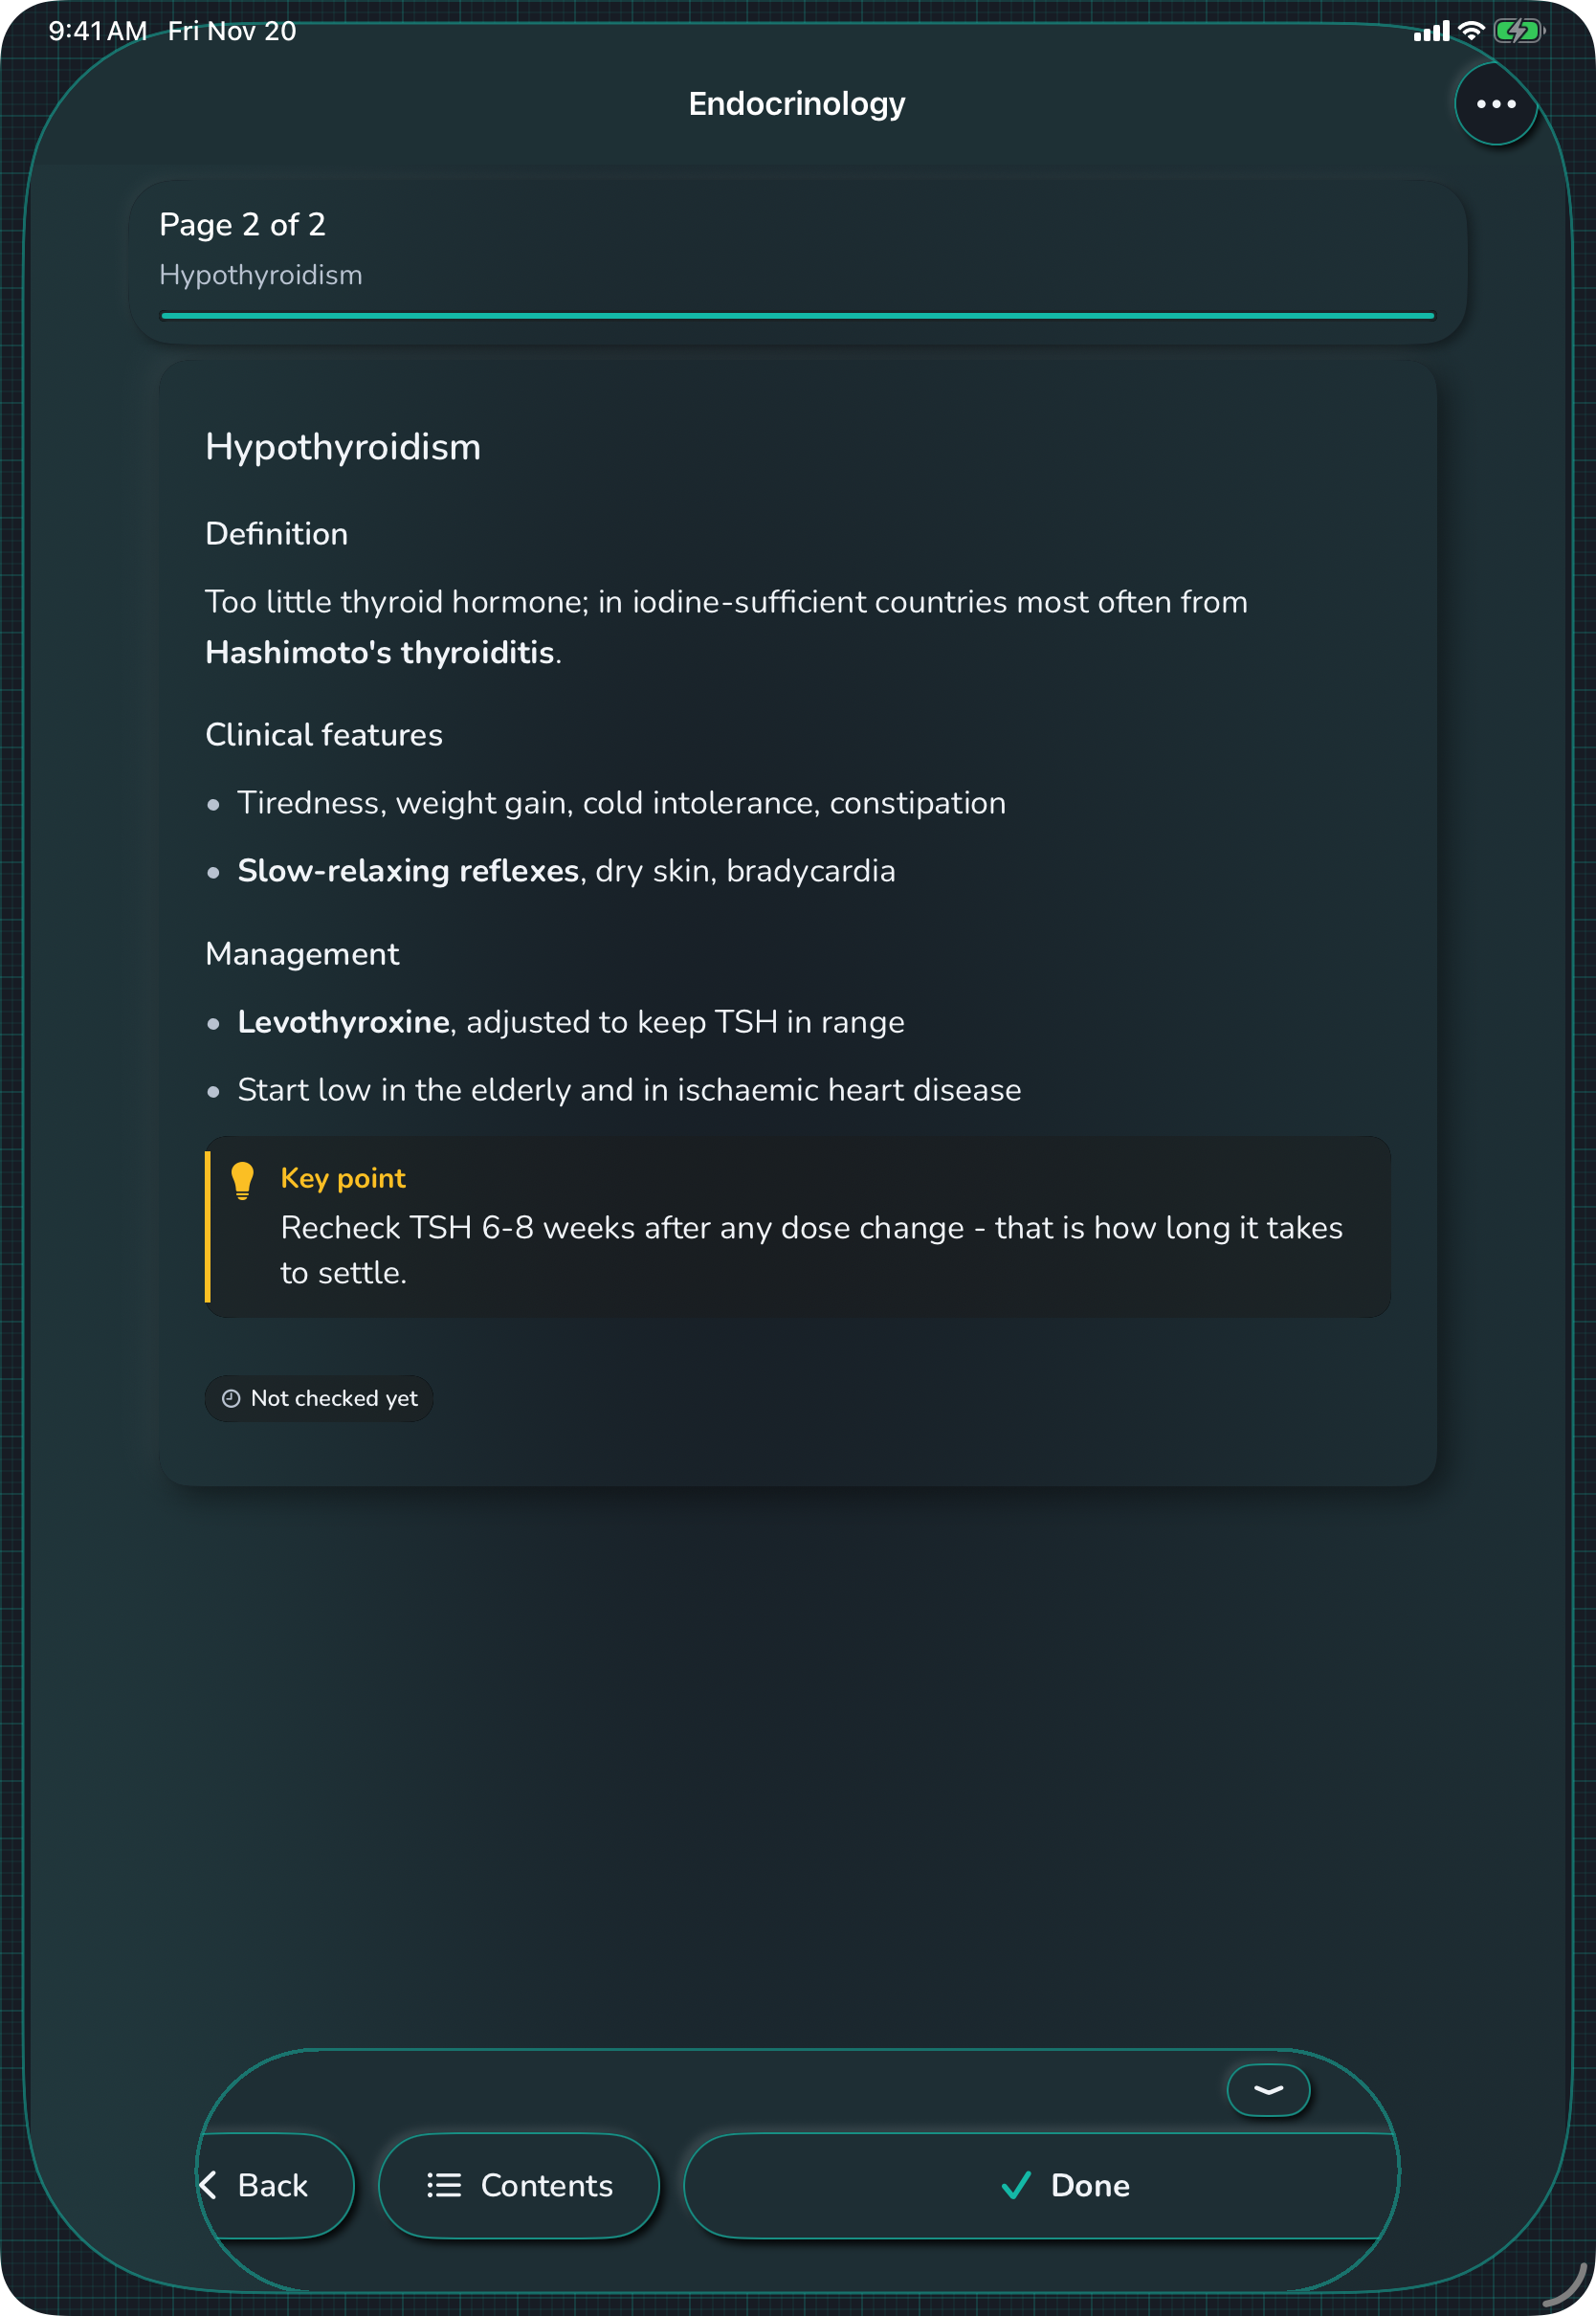 9:41 AM Fri Nov 20
Endocrinology
Page 2 of 2
Hypothyroidism
Hypothyroidism
Definition
Too little thyroid hormone; in iodine-sufficient countries most often from
Hashimoto's thyroiditis.
Clinical features
Tiredness, weight gain, cold intolerance, constipation
Slow-relaxing reflexes, dry skin, bradycardia
Management
Levothyroxine, adjusted to keep TSH in range
Start low in the elderly and in ischaemic heart disease
Key point
Recheck TSH 6-8 weeks after any dose change - that is how long it takes
to settle.
Not checked yet
Back Contents Done